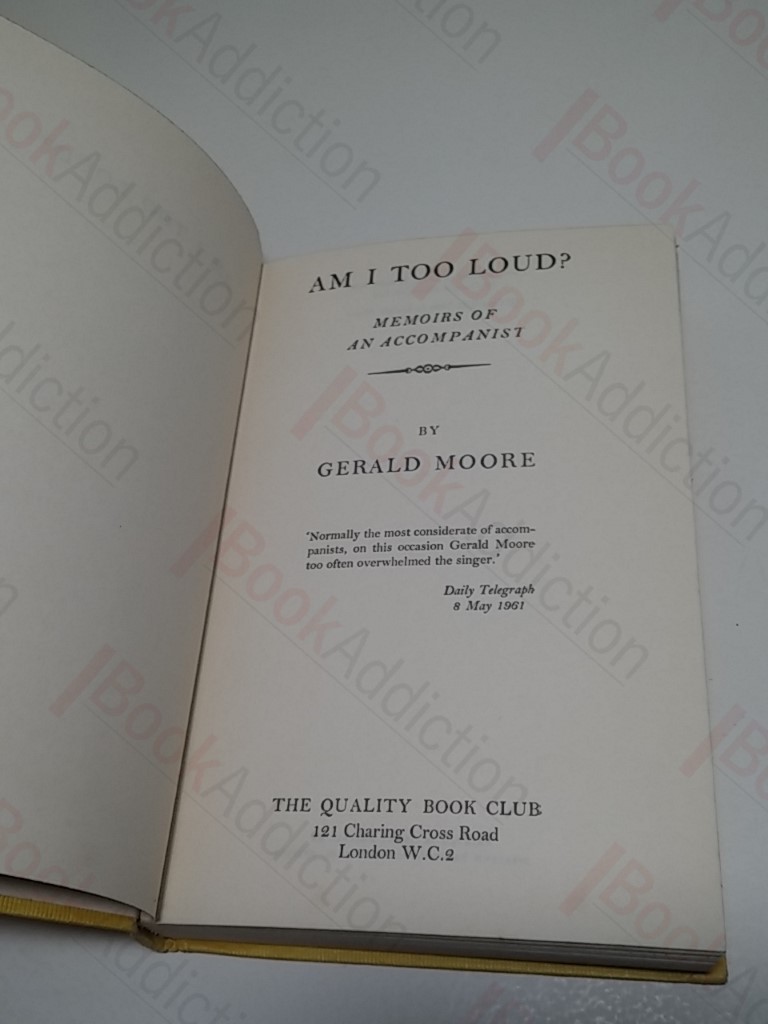 AM I TOO LOUD?
MEMOIRS OF
AN ACCOMPANIST
BY
GERALD MOORE
'Normally the most considerate of accom-
panists, on this occasion Gerald Moore
too often overwhelmed the singer.'
Daily Telegraph
8 May 1961
THE QUALITY BOOK CLUB
121 Charing Cross Road
London W.C.2
BookAddiction